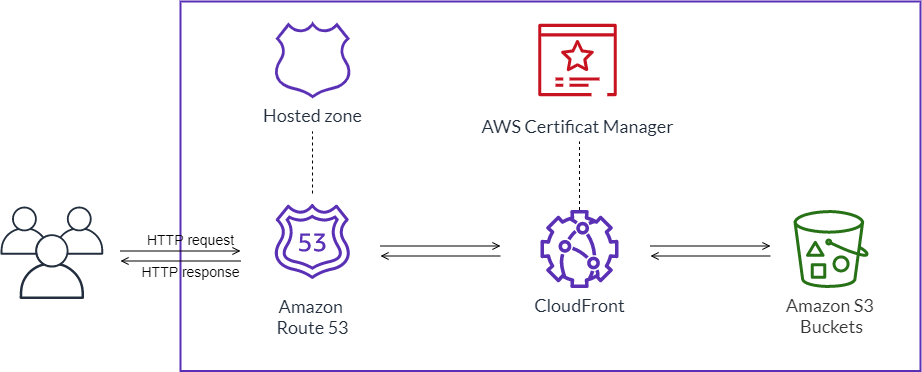 Hosted zone
AWS Certificat Manager
HTTP request
HTTP response
53
Amazon
Route 53
CloudFront
Amazon S3
Buckets